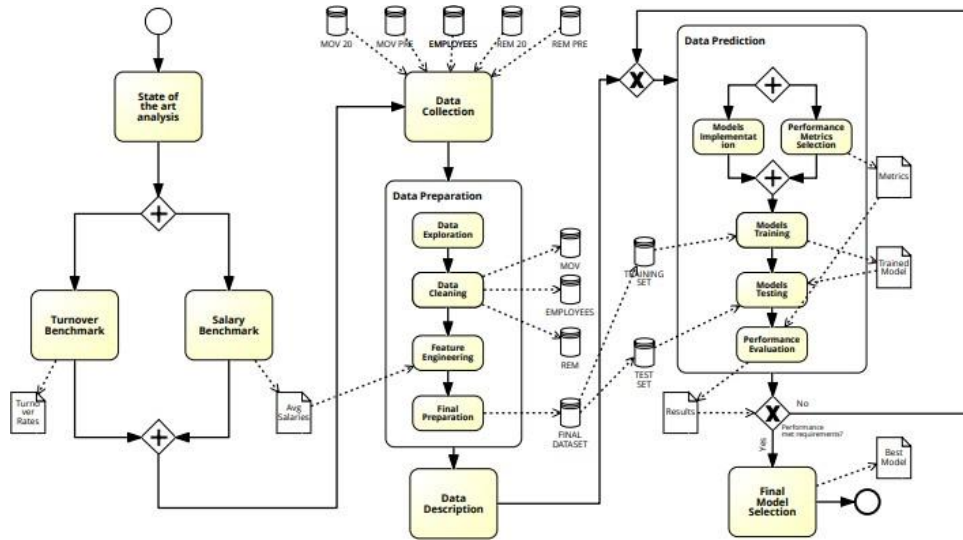 State of
the art
analysis
Turnover
Benchmark
Salary
Benchmark
Turno
ver
Rates
Avg
Salaries
MOV 20
MOV PRE
EMPLOYEES
REM 20
REM PRE
Data
Collection
Data Preparation
Data
Exploration
Data
Cleaning
Feature
Engineering
Final
Preparation
MOV
EMPLOYEES
REM
FINAL
DATASET
Data
Description
TRAINING
SET
TEST
SET
X
Data Prediction
Models
Implementat
ion
Performance
Metrics
Selection
Metrics
Models
Training
Trained
Model
Models
Testing
Performance
Evaluation
Results
X
No
Performance
met requirements?
Yes
Best
Model
Final
Model
Selection